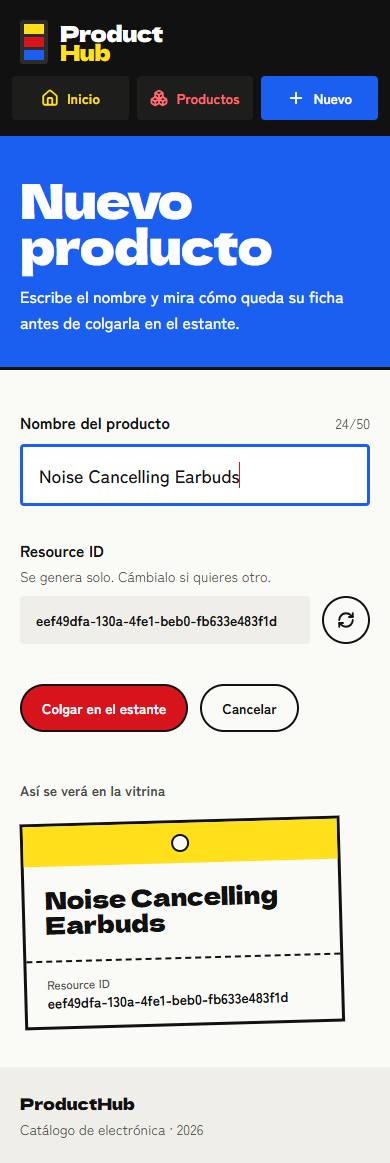 Product
Hub
Inicio
Productos
Nuevo
Nuevo
producto
Escribe el nombre y mira cómo queda su ficha
antes de colgarla en el estante.
Nombre del producto
24/50
Noise Cancelling Earbuds
Resource ID
Se genera solo. Cámbialo si quieres otro.
eef49dfa-130a-4fe1-beb0-fb633e483f1d
Colgar en el estante
Cancelar
Así se verá en la vitrina
Noise Cancelling
Earbuds
Resource ID
eef49dfa-130a-4fe1-beb0-fb633e483f1d
ProductHub
Catálogo de electrónica · 2026